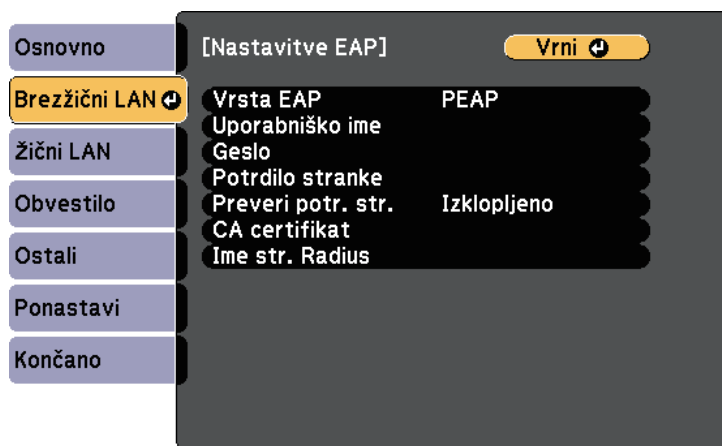 Osnovno
Brezžični LAN
Žični LAN
Obvestilo
Ostali
Ponastavi
Končano
[Nastavitve EAP] Vrni
Vrsta EAP PEAP
Uporabniško ime
Geslo
Potrdilo stranke
Preveri potr. str. Izklopljeno
CA certifikat
Ime str. Radius